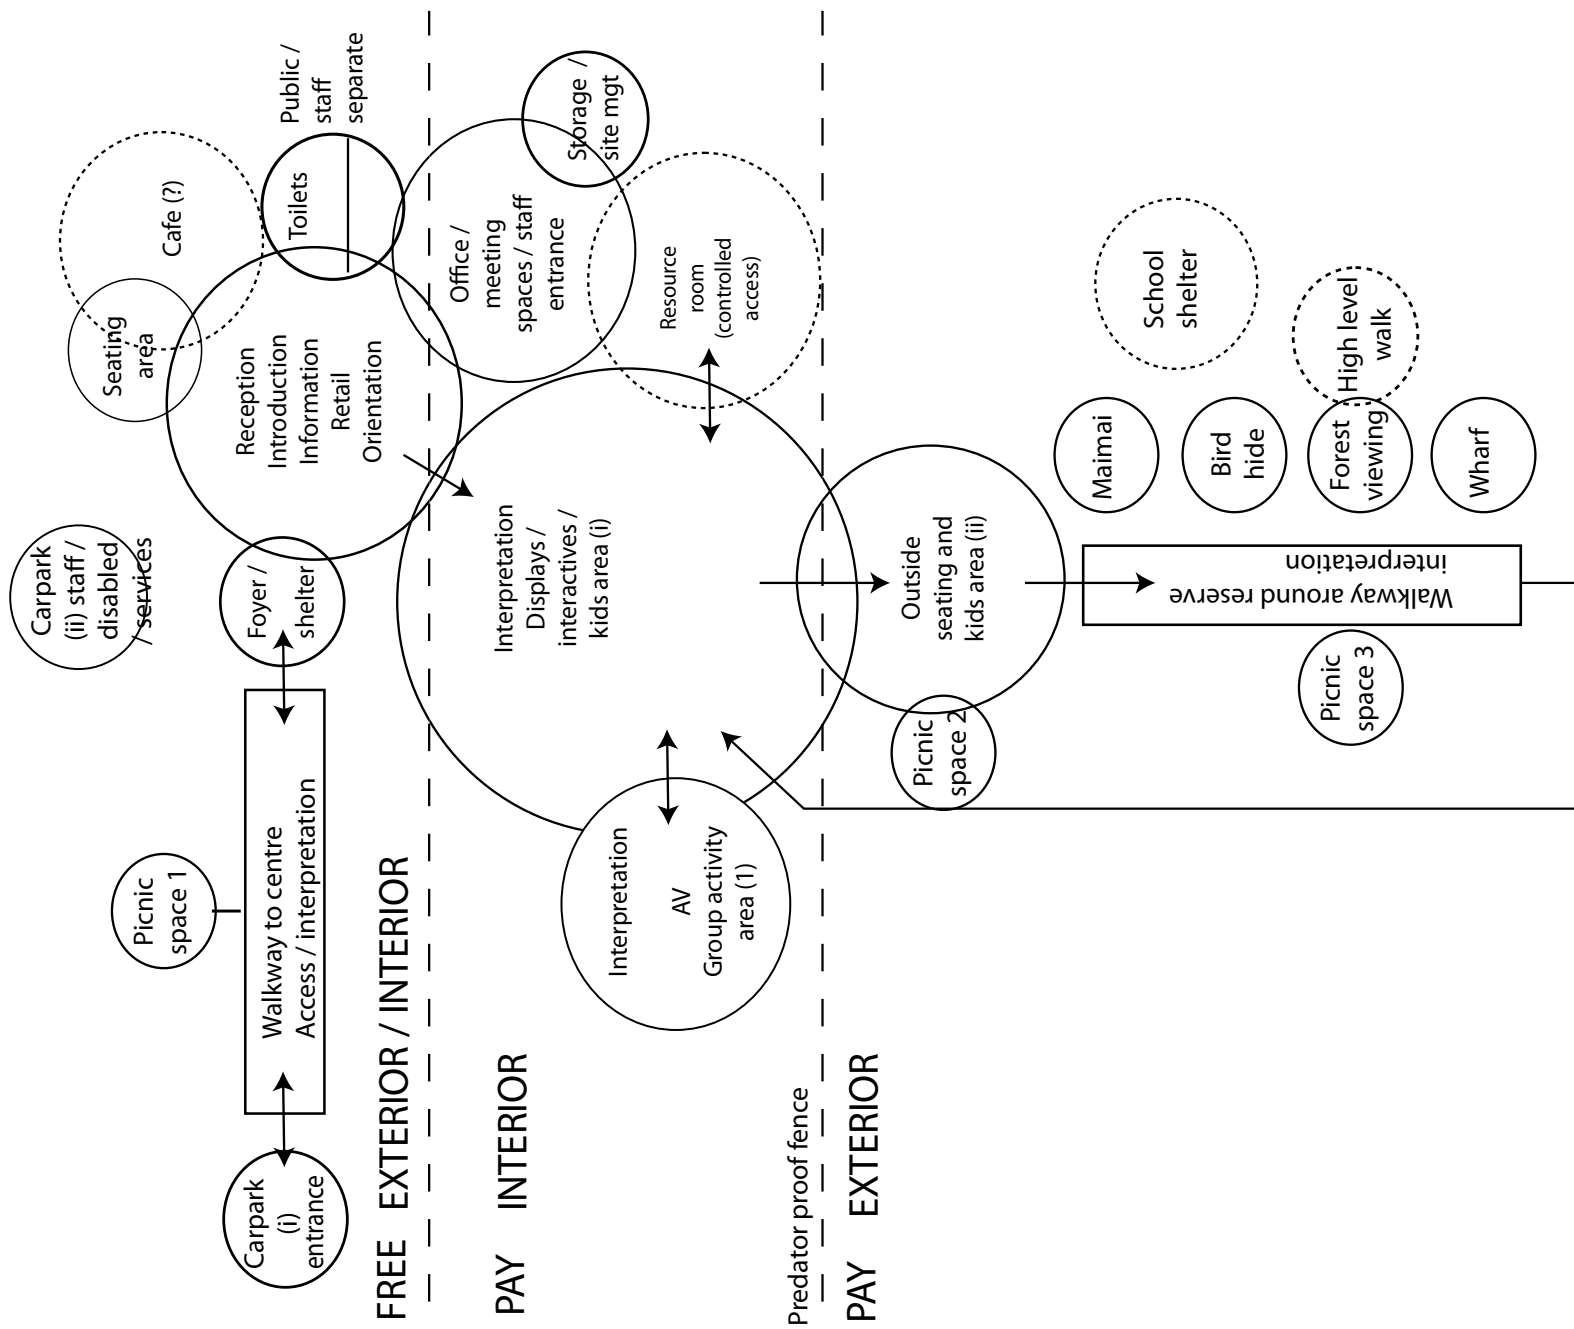 Carpark
(i)
entrance
Walkway to centre
Access / interpretation
Picnic
space 1
Foyer /
shelter
Carpark
(ii) staff /
disabled
/ services
Reception
Introduction
Information
Retail
Orientation
Seating
area
Cafe (?)
Toilets
Public /
staff
separate
FREE EXTERIOR / INTERIOR
PAY INTERIOR
Interpretation
AV
Group activity
area (1)
Interpretation
Displays /
interactives /
kids area (i)
Office /
meeting
spaces / staff
entrance
Storage /
site mgt
Resource
room
(controlled
access)
Predator proof fence
PAY EXTERIOR
Picnic
space 2
Outside
seating and
kids area (ii)
Walkway around reserve
interpretation
Picnic
space 3
Maimai
Bird
hide
Forest
viewing
Wharf
School
shelter
High level
walk